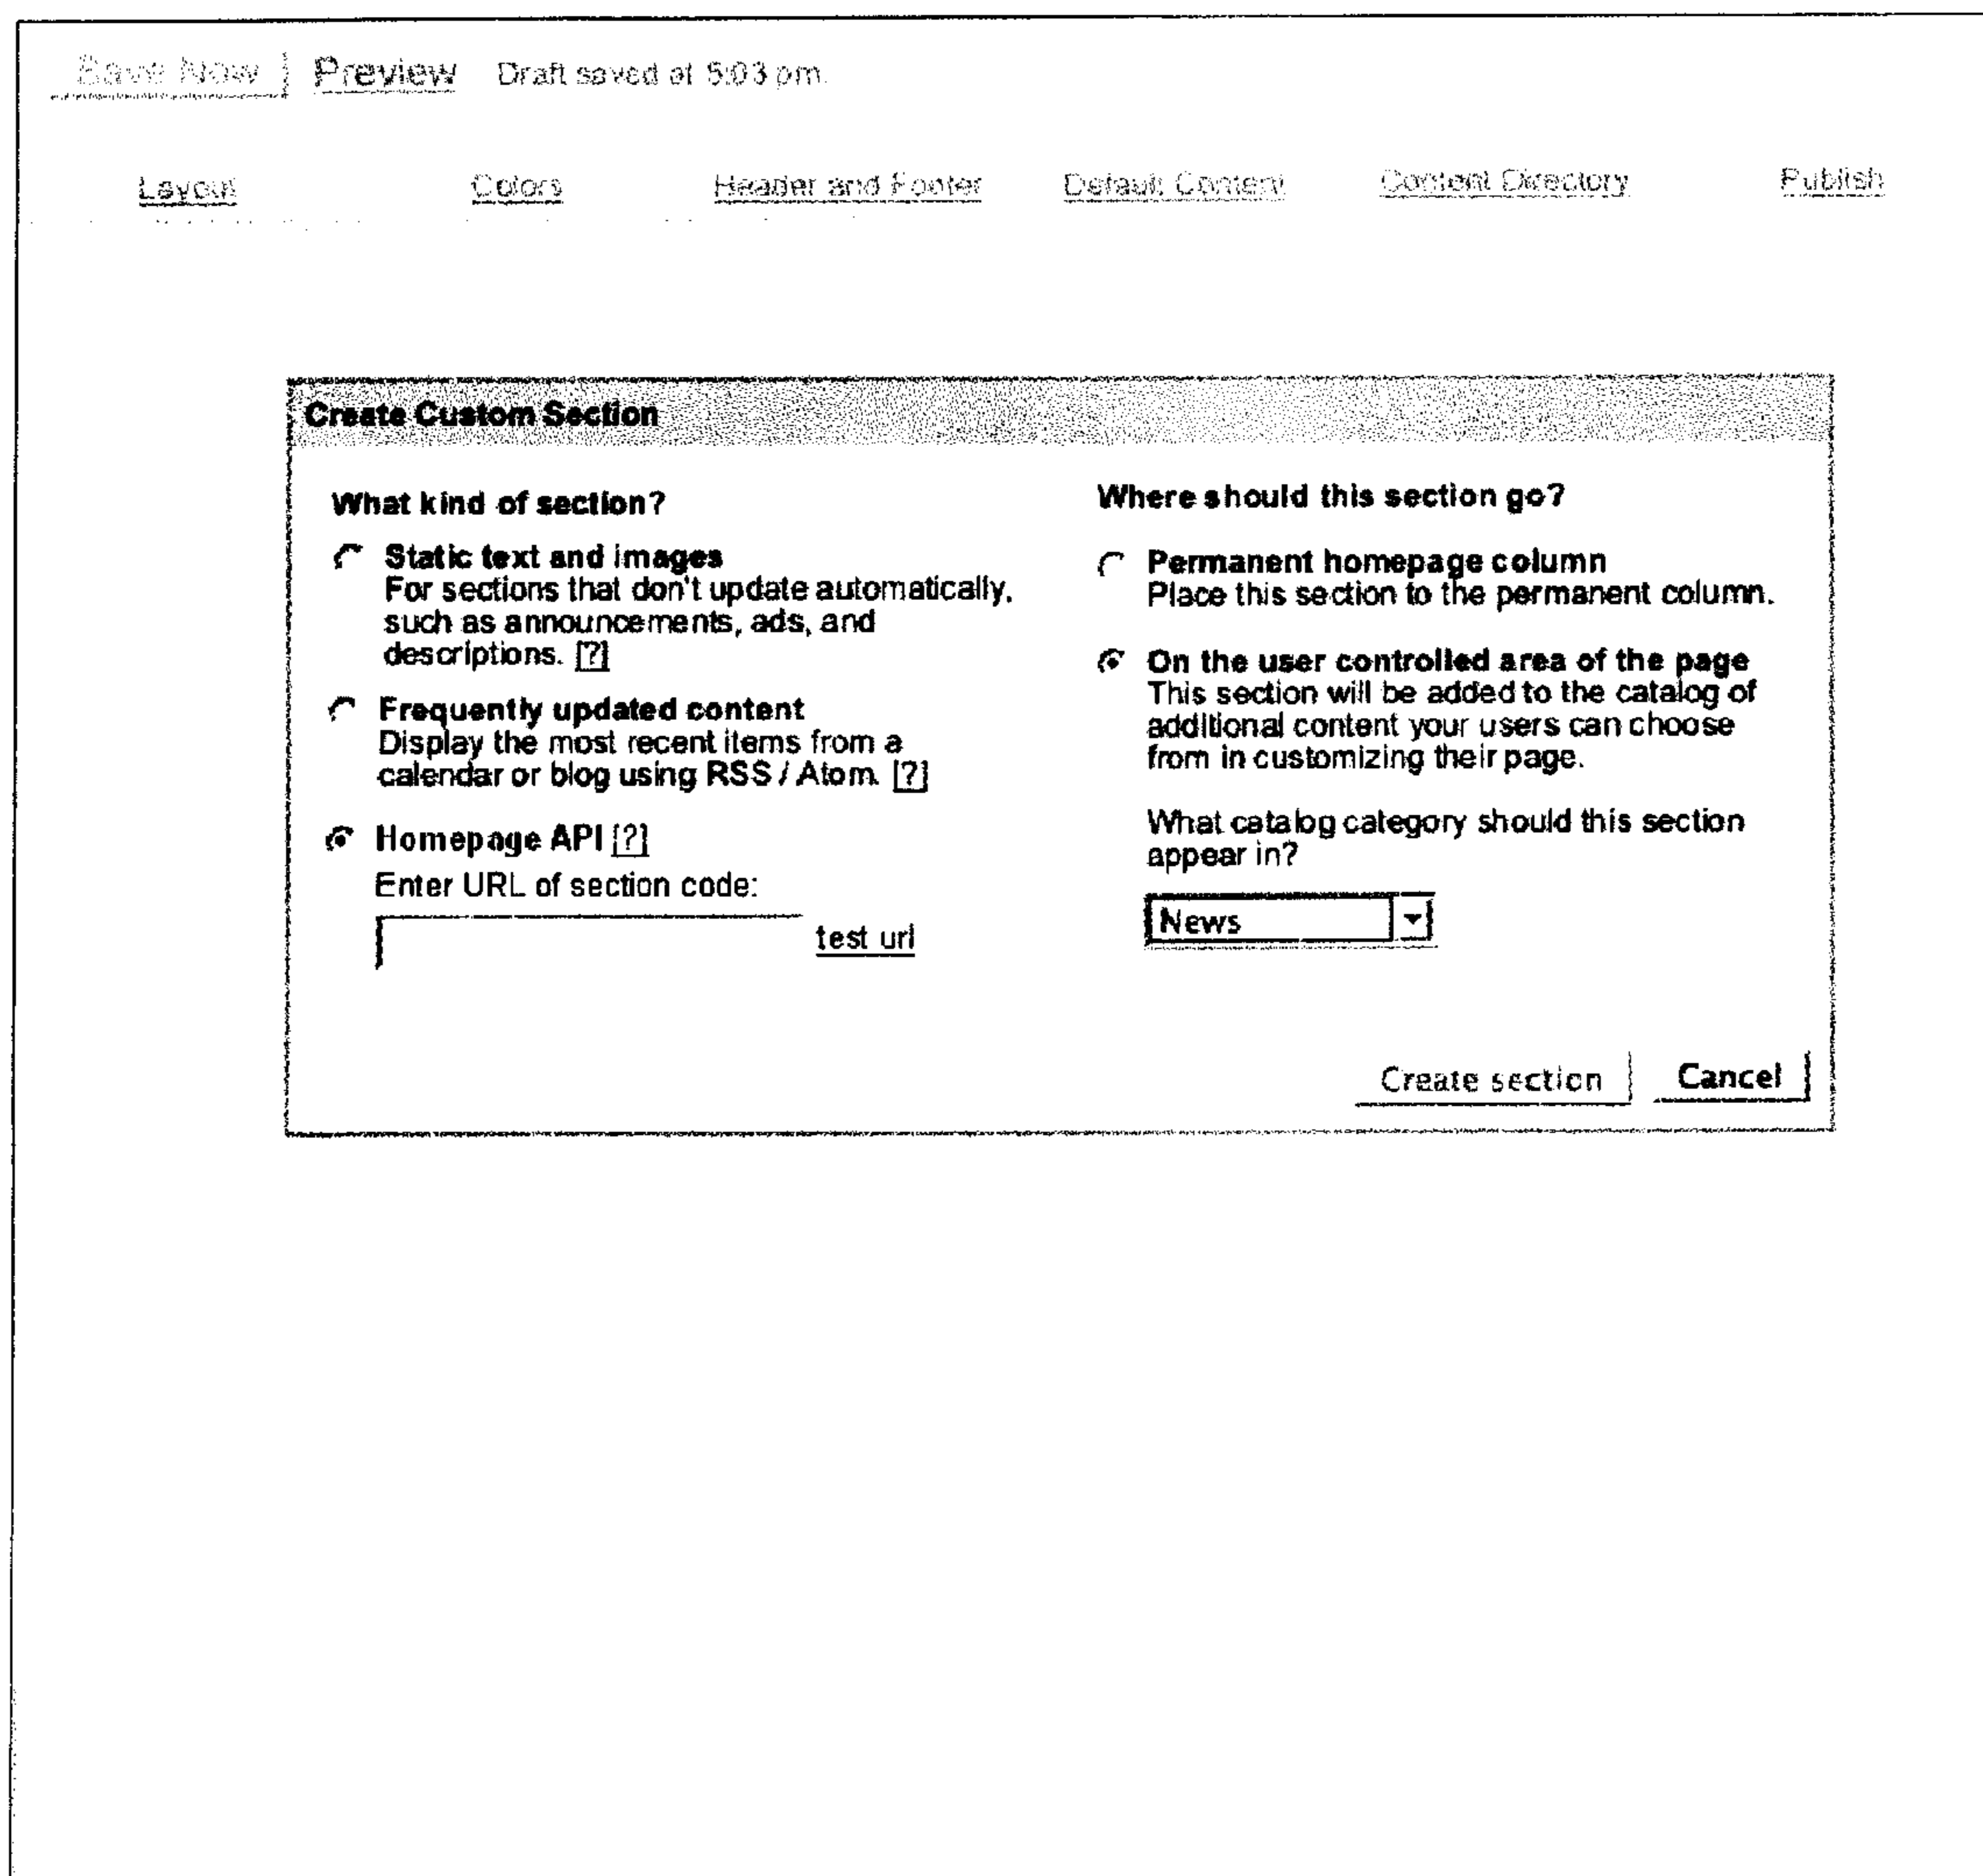 Save Now Preview Draft saved at 5:03 pm.
Layout Colors Header and Footer Default Content Content Directory Publish
Create Custom Section
What kind of section?
Static text and images
For sections that don't update automatically,
such as announcements, ads, and
descriptions. [?]
Frequently updated content
Display the most recent items from a
calendar or blog using RSS / Atom. [?]
Homepage API [?]
Enter URL of section code:
test url
Where should this section go?
Permanent homepage column
Place this section to the permanent column.
On the user controlled area of the page
This section will be added to the catalog of
additional content your users can choose
from in customizing their page.
What catalog category should this section
appear in?
News
Create section Cancel